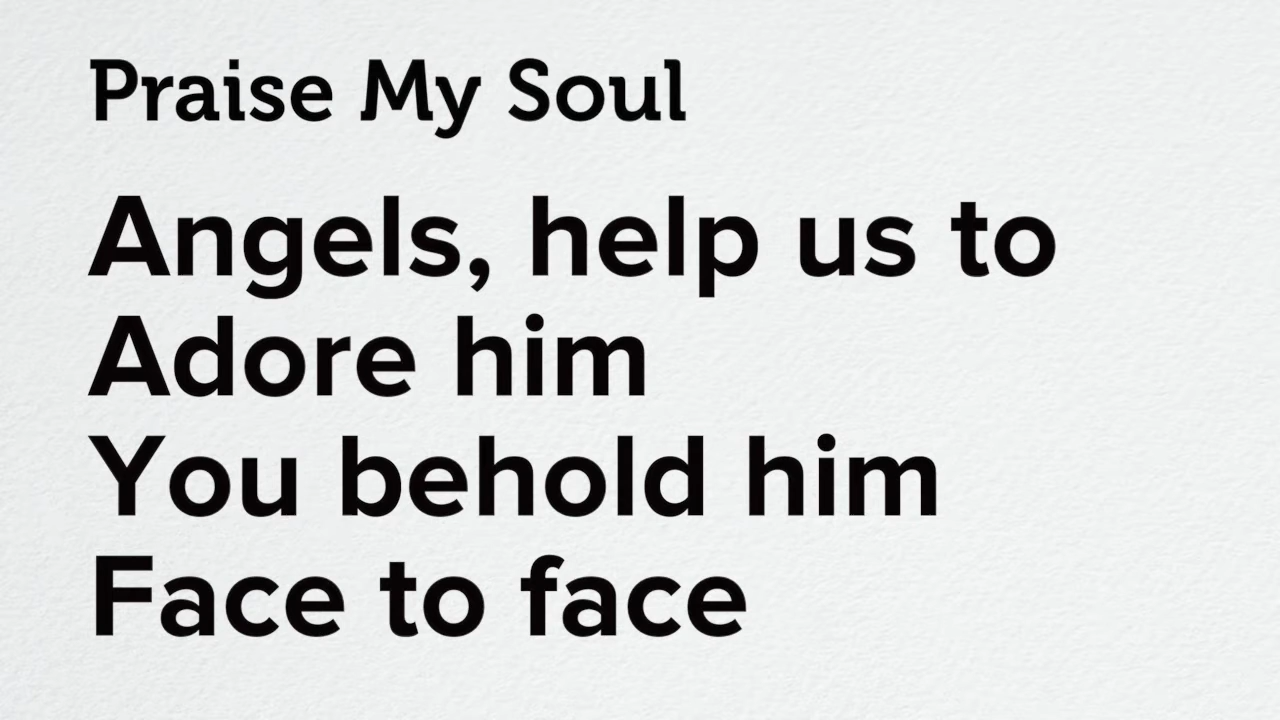 Praise My Soul
Angels, help us to
Adore him
You behold him
Face to face